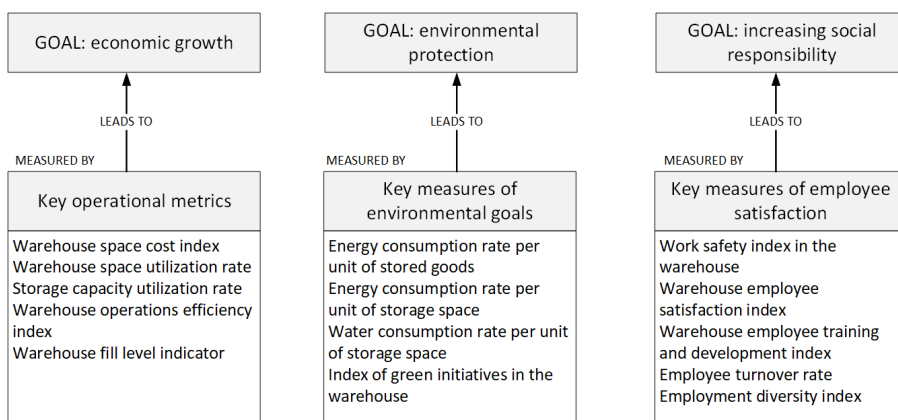 GOAL: economic growth
LEADS TO
MEASURED BY
Key operational metrics
Warehouse space cost index
Warehouse space utilization rate
Storage capacity utilization rate
Warehouse operations efficiency
index
Warehouse fill level indicator
GOAL: environmental
protection
LEADS TO
MEASURED BY
Key measures of
environmental goals
Energy consumption rate per
unit of stored goods
Energy consumption rate per
unit of storage space
Water consumption rate per unit
of storage space
Index of green initiatives in the
warehouse
GOAL: increasing social
responsibility
LEADS TO
MEASURED BY
Key measures of employee
satisfaction
Work safety index in the
warehouse
Warehouse employee
satisfaction index
Warehouse employee training
and development index
Employee turnover rate
Employment diversity index